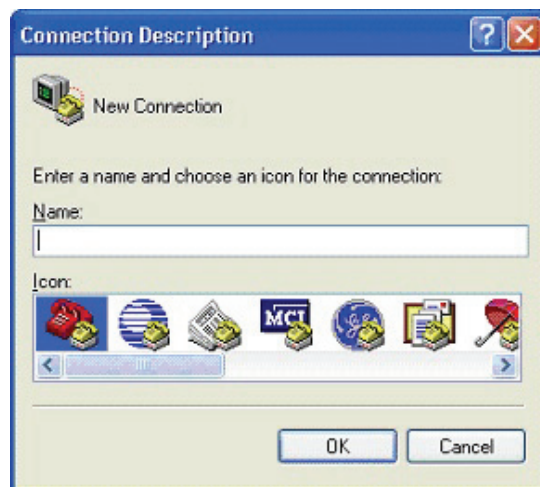 Connection Description
New Connection
Enter a name and choose an icon for the connection:
Name:
Icon:
MCI
OK
Cancel